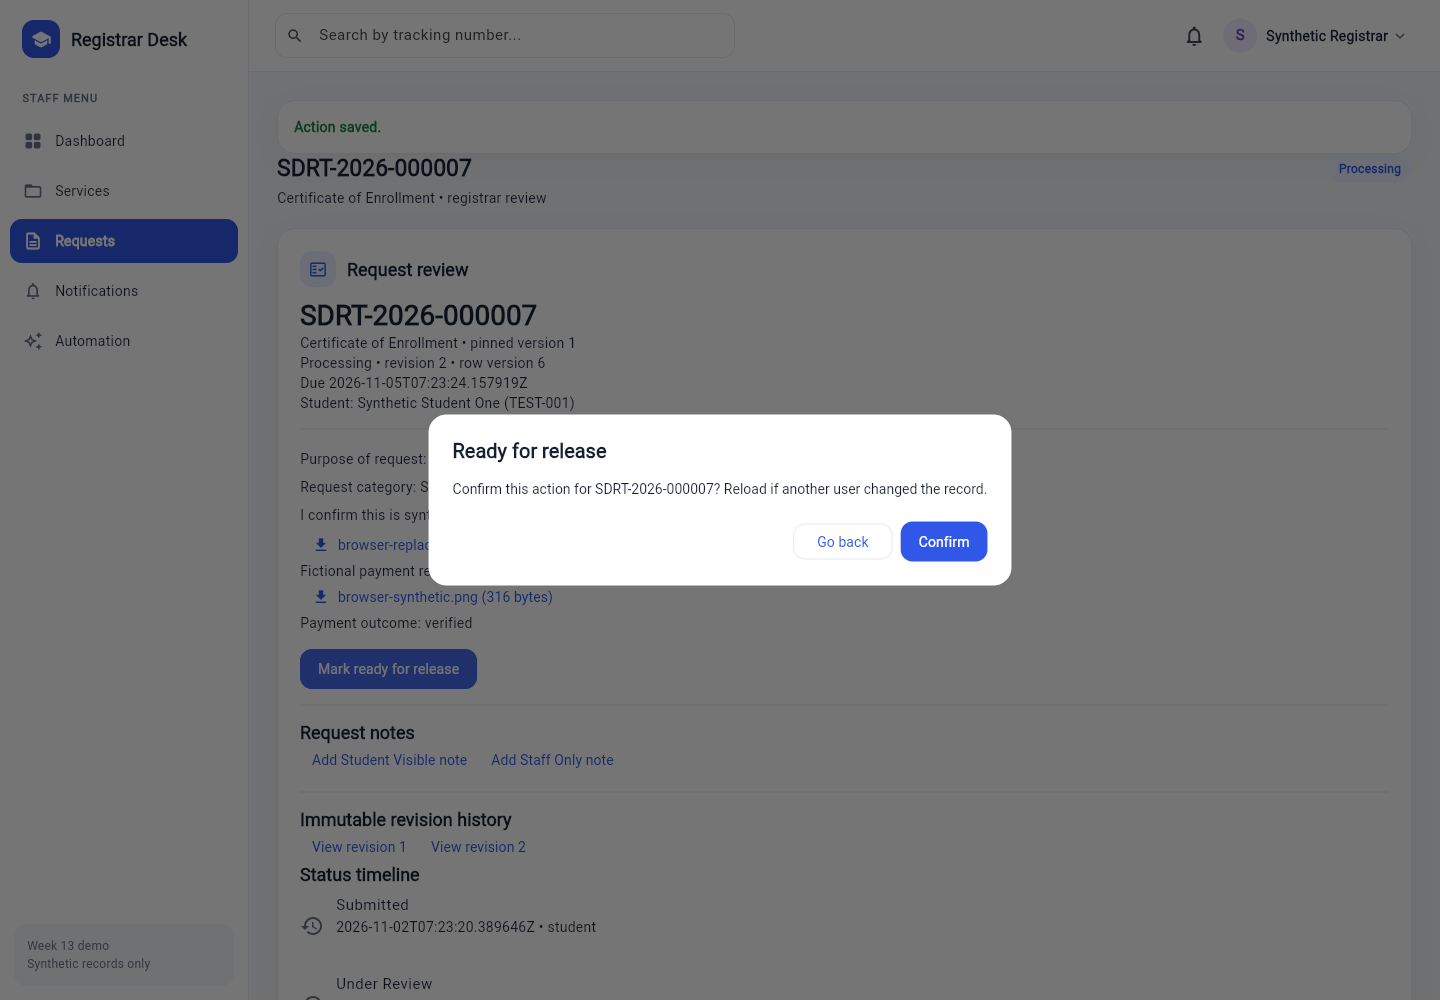 Registrar Desk
Search by tracking number...
S
Synthetic Registrar
STAFF MENU
Dashboard
Services
Requests
Notifications
Automation
Week 13 demo
Synthetic records only
Action saved.
SDRT-2026-000007
Processing
Certificate of Enrollment • registrar review
Request review
SDRT-2026-000007
Certificate of Enrollment • pinned version 1
Processing • revision 2 • row version 6
Due 2026-11-05T07:23:24.157919Z
Student: Synthetic Student One (TEST-001)
Purpose of request:
Request category: S
I confirm this is synt
browser-replac
Fictional payment re
browser-synthetic.png (316 bytes)
Payment outcome: verified
Mark ready for release
Ready for release
Confirm this action for SDRT-2026-000007? Reload if another user changed the record.
Go back
Confirm
Request notes
Add Student Visible note
Add Staff Only note
Immutable revision history
View revision 1
View revision 2
Status timeline
Submitted
2026-11-02T07:23:20.389646Z • student
Under Review